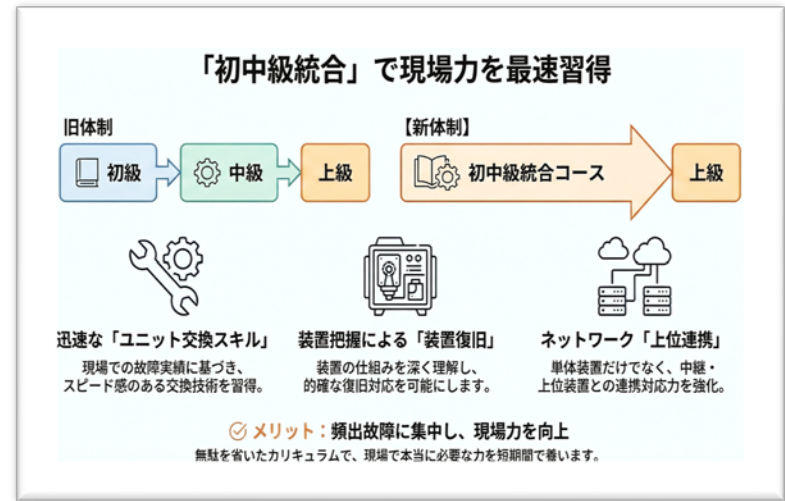 「初中級統合」で現場力を最速習得
旧体制
初級
中級
上級
【新体制】
初中級統合コース
上級
迅速な「ユニット交換スキル」
現場での故障実績に基づき、
スピード感のある交換技術を習得。
装置把握による「装置復旧」
装置の仕組みを深く理解し、
的確な復旧対応を可能にします。
ネットワーク「上位連携」
単体装置だけでなく、中継・
上位装置との連携対応力を強化。
メリット：頻出故障に集中し、現場力を向上
無駄を省いたカリキュラムで、現場で本当に必要な力を短期間で養います。